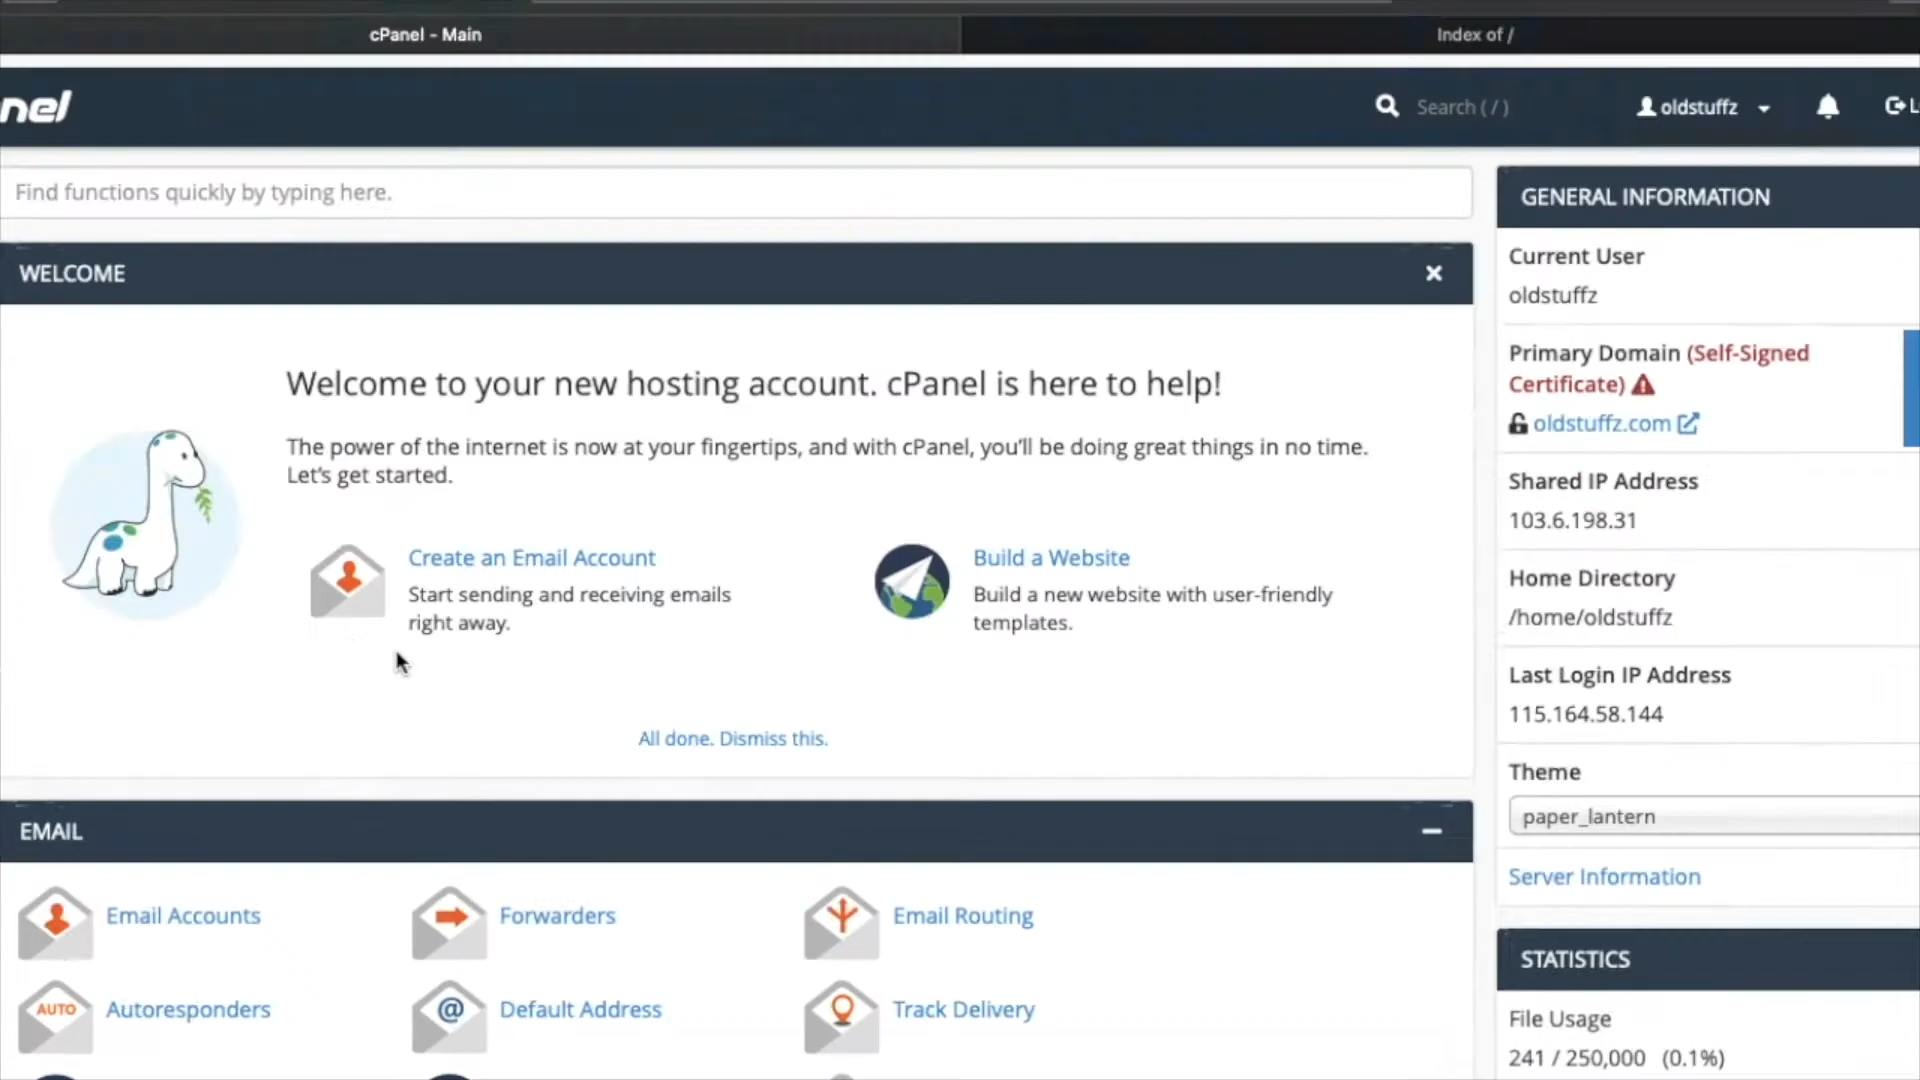 cPanel - Main
Index of /
nel
Search ( / )
oldstuffz
Find functions quickly by typing here.
WELCOME
Welcome to your new hosting account. cPanel is here to help!
The power of the internet is now at your fingertips, and with cPanel, you'll be doing great things in no time.
Let's get started.
Create an Email Account
Start sending and receiving emails
right away.
Build a Website
Build a new website with user-friendly
templates.
All done. Dismiss this.
EMAIL
Email Accounts
Forwarders
Email Routing
AUTO
Autoresponders
@
Default Address
Track Delivery
GENERAL INFORMATION
Current User
oldstuffz
Primary Domain (Self-Signed
Certificate)
oldstuffz.com
Shared IP Address
103.6.198.31
Home Directory
/home/oldstuffz
Last Login IP Address
115.164.58.144
Theme
paper_lantern
Server Information
STATISTICS
File Usage
241 / 250,000 (0.1%)